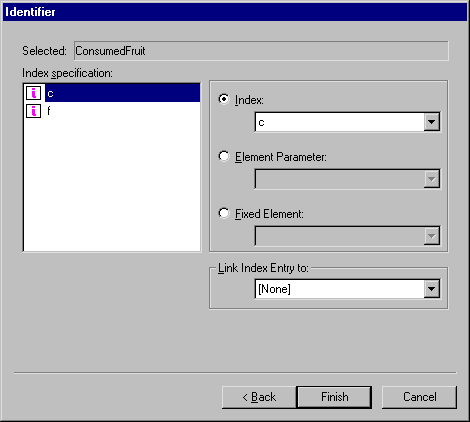 Identifier
Selected: ConsumedFruit
Index specification:
c
f
Index:
c
Element Parameter:
Fixed Element:
Link Index Entry to:
[None]
< Back Finish Cancel